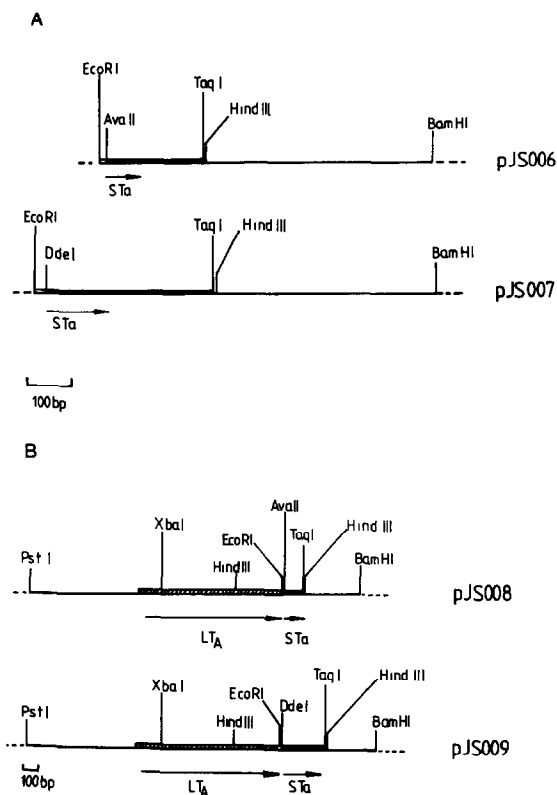 A
EcoRI
AvaII
TaqI
HindIII
BamHI
STa
pJS006
EcoRI
DdeI
TaqI
HindIII
BamHI
STa
pJS007
100bp
B
PstI
XbaI
HindIII
EcoRI
AvaII
TaqI
HindIII
BamHI
LTA
STa
pJS008
PstI
XbaI
HindIII
EcoRI
DdeI
TaqI
HindIII
BamHI
LTA
STa
pJS009
100bp